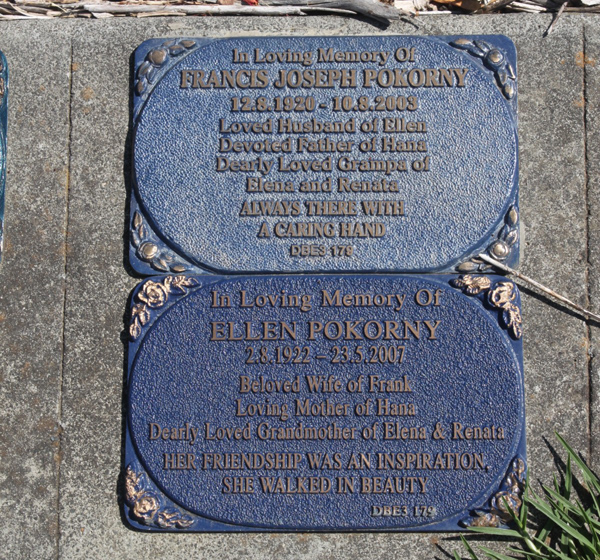 In Loving Memory Of
FRANCIS JOSEPH POKORNY
12.8.1920 - 10.8.2003
Loved Husband of Ellen
Devoted Father of Hana
Dearly Loved Grampa of
Elena and Renata
ALWAYS THERE WITH
A CARING HAND
DBE3 178
In Loving Memory Of
ELLEN POKORNY
2.8.1922 – 23.5.2007
Beloved Wife of Frank
Loving Mother of Hana
Dearly Loved Grandmother of Elena & Renata
HER FRIENDSHIP WAS AN INSPIRATION,
SHE WALKED IN BEAUTY
DBE3 179